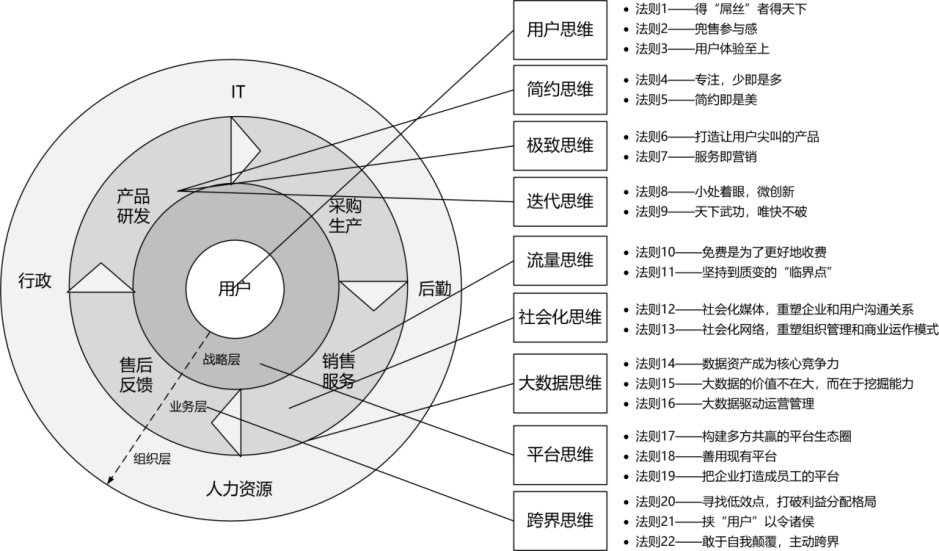 IT
产品
研发
采购
生产
行政
用户
后勤
战略层
销售
服务
售后
反馈
业务层
组织层
人力资源
用户思维
法则1——得“屌丝”者得天下
法则2——兜售参与感
法则3——用户体验至上
简约思维
法则4——专注，少即是多
法则5——简约即是美
极致思维
法则6——打造让用户尖叫的产品
法则7——服务即营销
迭代思维
法则8——小处着眼，微创新
法则9——天下武功，唯快不破
流量思维
法则10——免费是为了更好地收费
法则11——坚持到质变的“临界点”
社会化思维
法则12——社会化媒体，重塑企业和用户沟通关系
法则13——社会化网络，重塑组织管理和商业运作模式
大数据思维
法则14——数据资产成为核心竞争力
法则15——大数据的价值不在大，而在于挖掘能力
法则16——大数据驱动运营管理
平台思维
法则17——构建多方共赢的平台生态圈
法则18——善用现有平台
法则19——把企业打造成员工的平台
跨界思维
法则20——寻找低效点，打破利益分配格局
法则21——挟“用户”以令诸侯
法则22——敢于自我颠覆，主动跨界